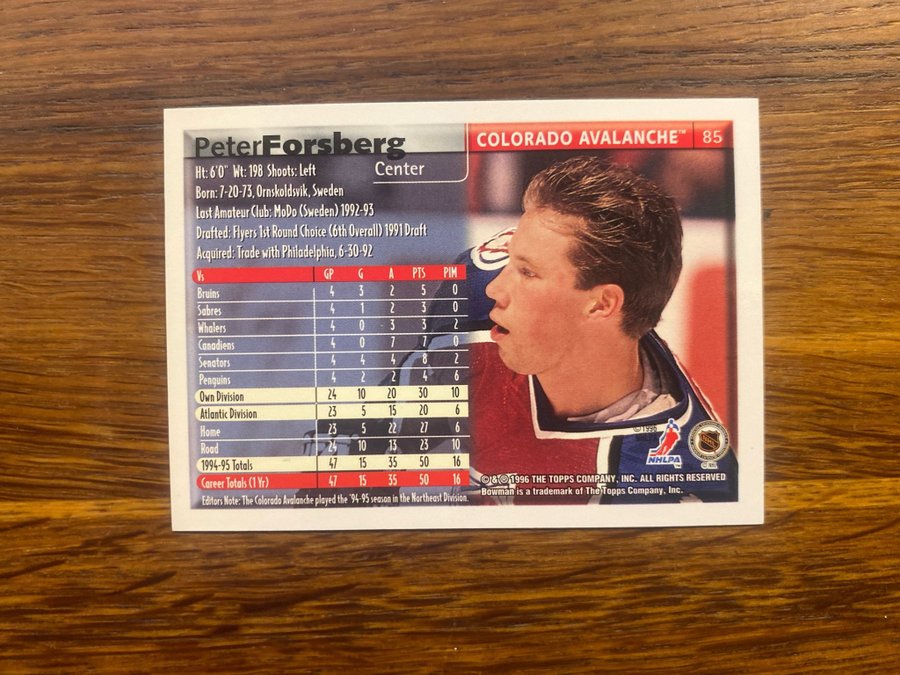 PeterForsberg
COLORADO AVALANCHE™ 85
Center
Ht: 6'0" Wt: 198 Shoots: Left
Born: 7-20-73, Ornskoldsvik, Sweden
Last Amateur Club: MoDo (Sweden) 1992-93
Drafted: Flyers 1st Round Choice (6th Overall) 1991 Draft
Acquired: Trade with Philadelphia, 6-30-92
Vs GP G A PTS PIM
Bruins 4 3 2 5 0
Sabres 4 1 2 3 0
Whalers 4 0 3 3 2
Canadiens 4 0 7 7 0
Senators 4 4 4 8 2
Penguins 4 2 2 4 6
Own Division 24 10 20 30 10
Atlantic Division 23 5 15 20 6
Home 23 5 22 27 6
Road 24 10 13 23 10
1994-95 Totals 47 15 35 50 16
Career Totals (1 Yr) 47 15 35 50 16
Editors Note: The Colorado Avalanche played the '94-95 season in the Northeast Division.
©1996
NHLPA
© & © 1996 THE TOPPS COMPANY, INC. ALL RIGHTS RESERVED
Bowman is a trademark of The Topps Company, Inc.